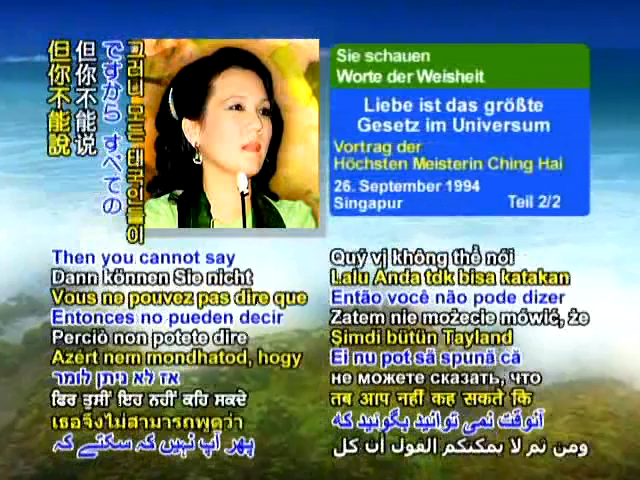 但你不能說
但你不能说
ですから すべての
그러니 모든 태국인들이
Sie schauen
Worte der Weisheit
Liebe ist das größte
Gesetz im Universum
Vortrag der
Höchsten Meisterin Ching Hai
26. September 1994
Singapur Teil 2/2
Then you cannot say
Dann können Sie nicht
Vous ne pouvez pas dire que
Entonces no pueden decir
Perciò non potete dire
Azért nem mondhatod, hogy
אז לא ניתן לומר
ਫਿਰ ਤੁਸੀਂ ਇਹ ਨਹੀਂ ਕਹਿ ਸਕਦੇ
เธอจึงไม่สามารถพูดว่า
پھر آپ نہیں کہہ سکتے کہ
Quý vị không thể nói
Lalu Anda tdk bisa katakan
Então você não pode dizer
Zatem nie możecie mówić, że
Şimdi bütün Tayland
Ei nu pot să spună că
не можете сказать, что
तब आप नहीं कह सकते कि
آنوقت نمی توانید بگوئید که
ومن ثم لا يمكنكم القول أن كل